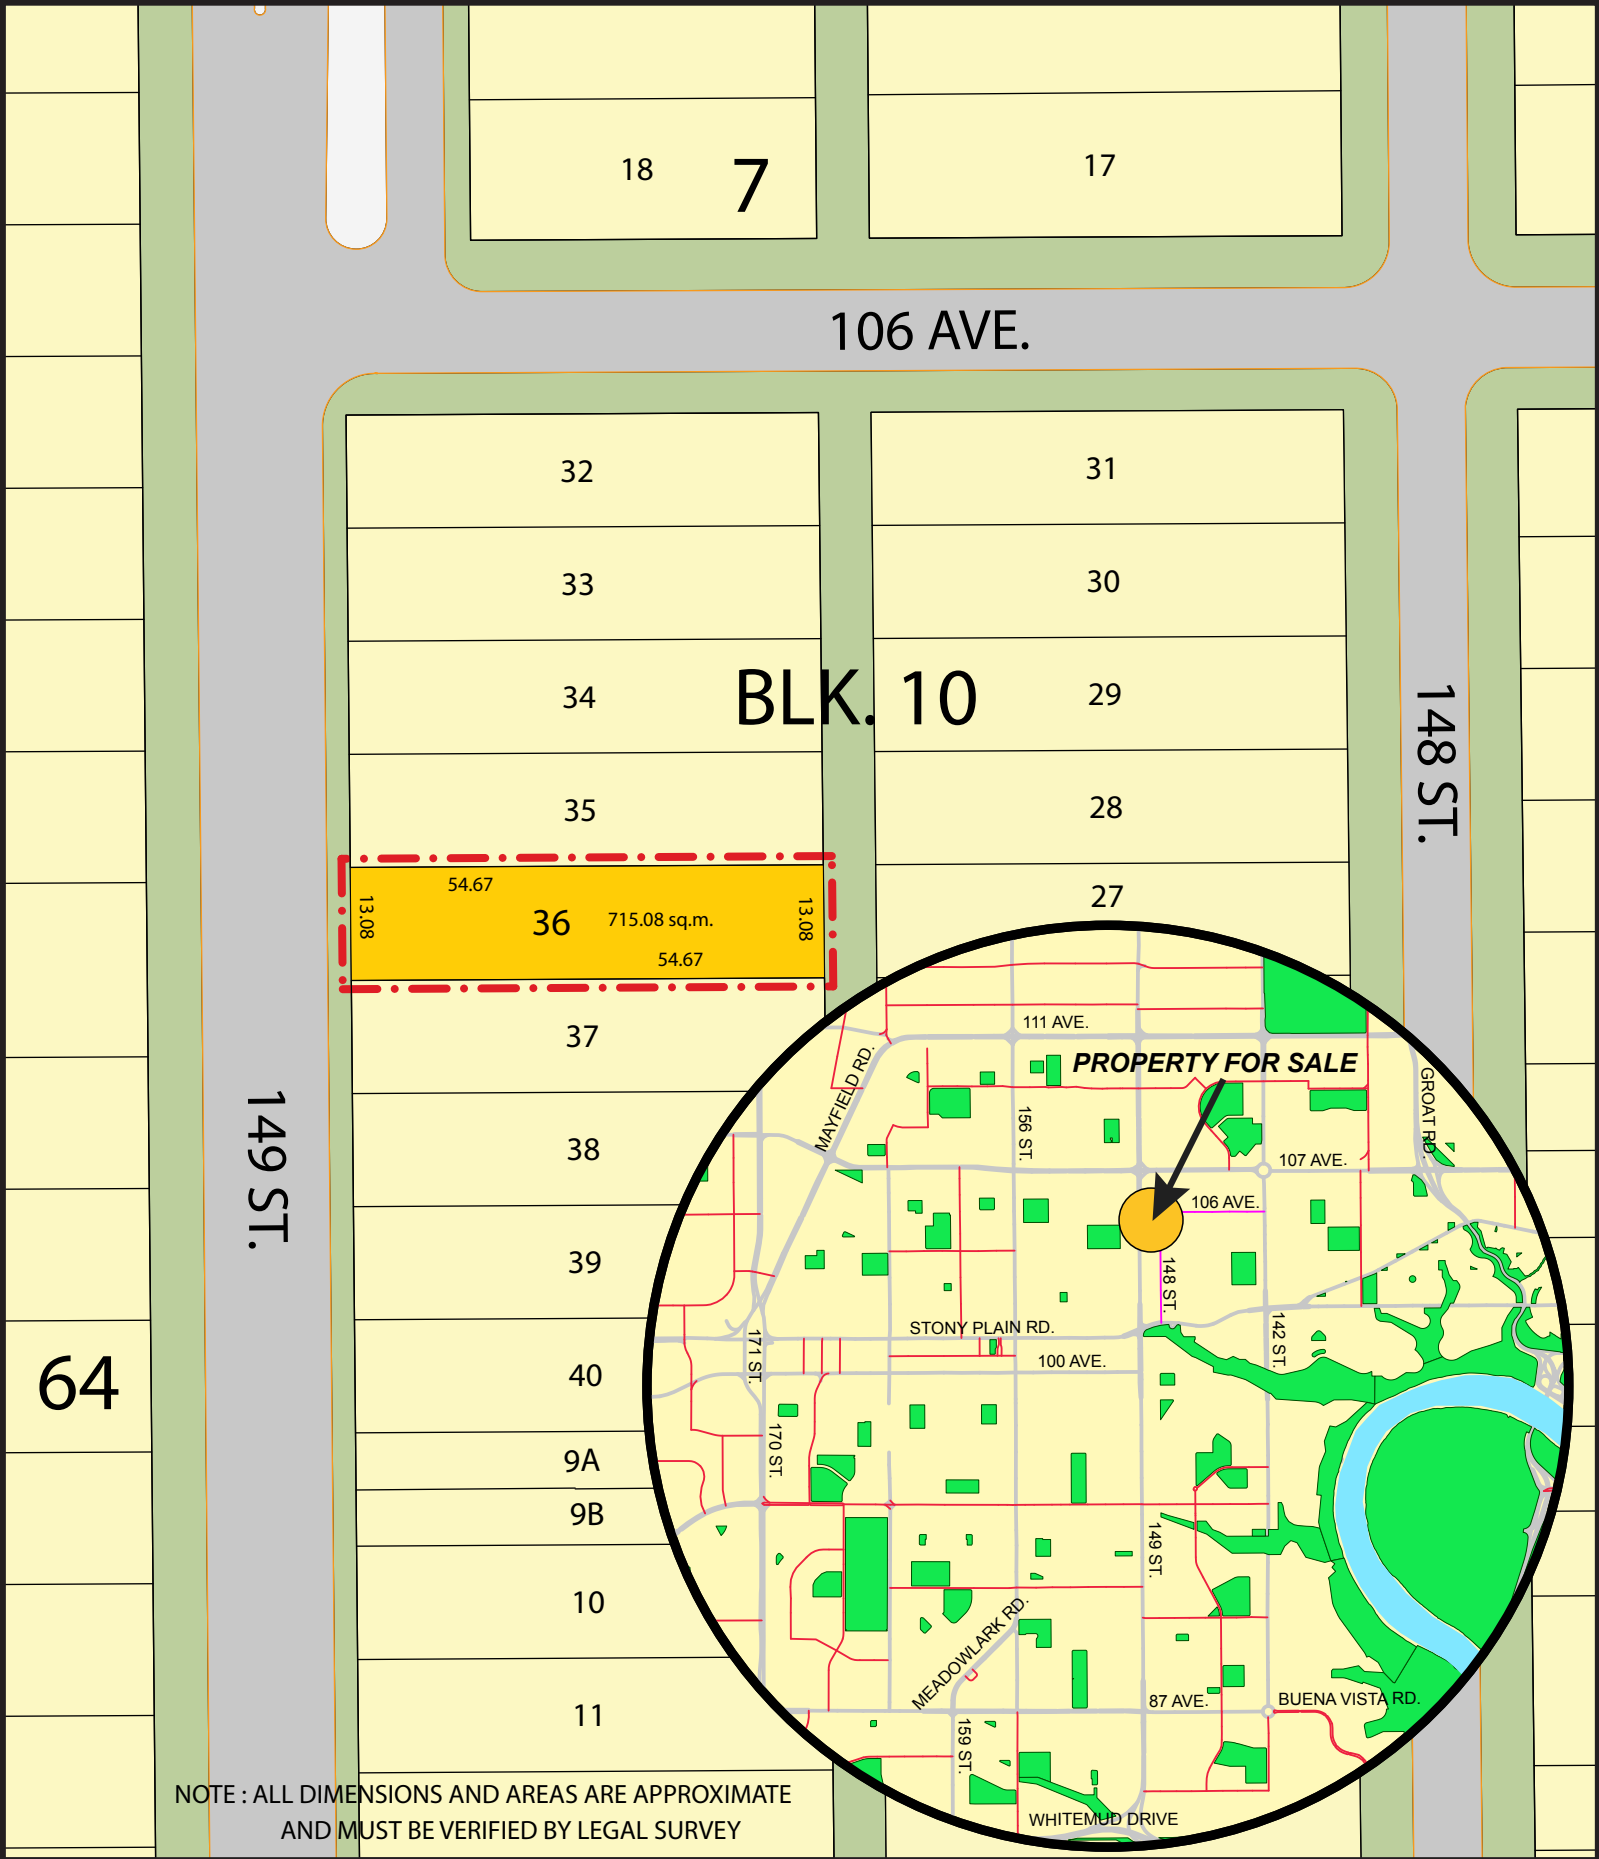 18
7
17
106 AVE.
32
31
33
30
34
BLK. 10
29
148 ST.
35
28
54.67
13.08
36
715.08 sq.m.
13.08
54.67
27
37
149 ST.
38
39
64
40
9A
9B
10
11
111 AVE.
PROPERTY FOR SALE
MAYFIELD RD.
156 ST.
GROAT RD.
107 AVE.
106 AVE.
148 ST.
STONY PLAIN RD.
142 ST.
171 ST.
100 AVE.
170 ST.
149 ST.
MEADOWLARK RD.
87 AVE.
BUENA VISTA RD.
159 ST.
WHITEMUD DRIVE
NOTE : ALL DIMENSIONS AND AREAS ARE APPROXIMATE
AND MUST BE VERIFIED BY LEGAL SURVEY